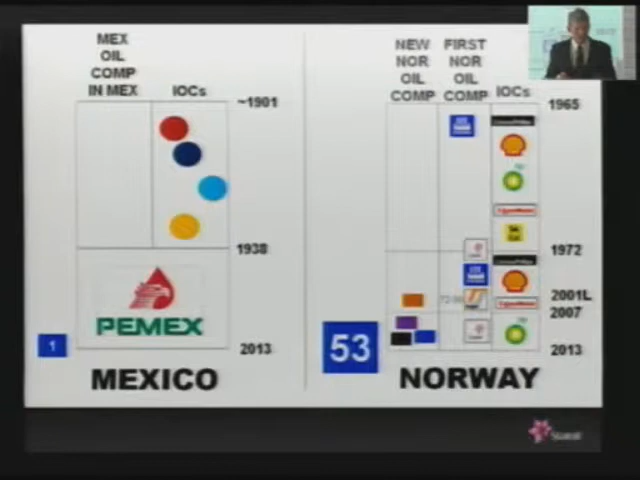 MEX
OIL
COMP
IN MEX
IOCs
~1901
1938
PEMEX
1
2013
MEXICO
NEW
NOR
OIL
COMP
FIRST
NOR
OIL
COMP
IOCs
1965
1972
2001L
2007
53
2013
NORWAY
Statoil